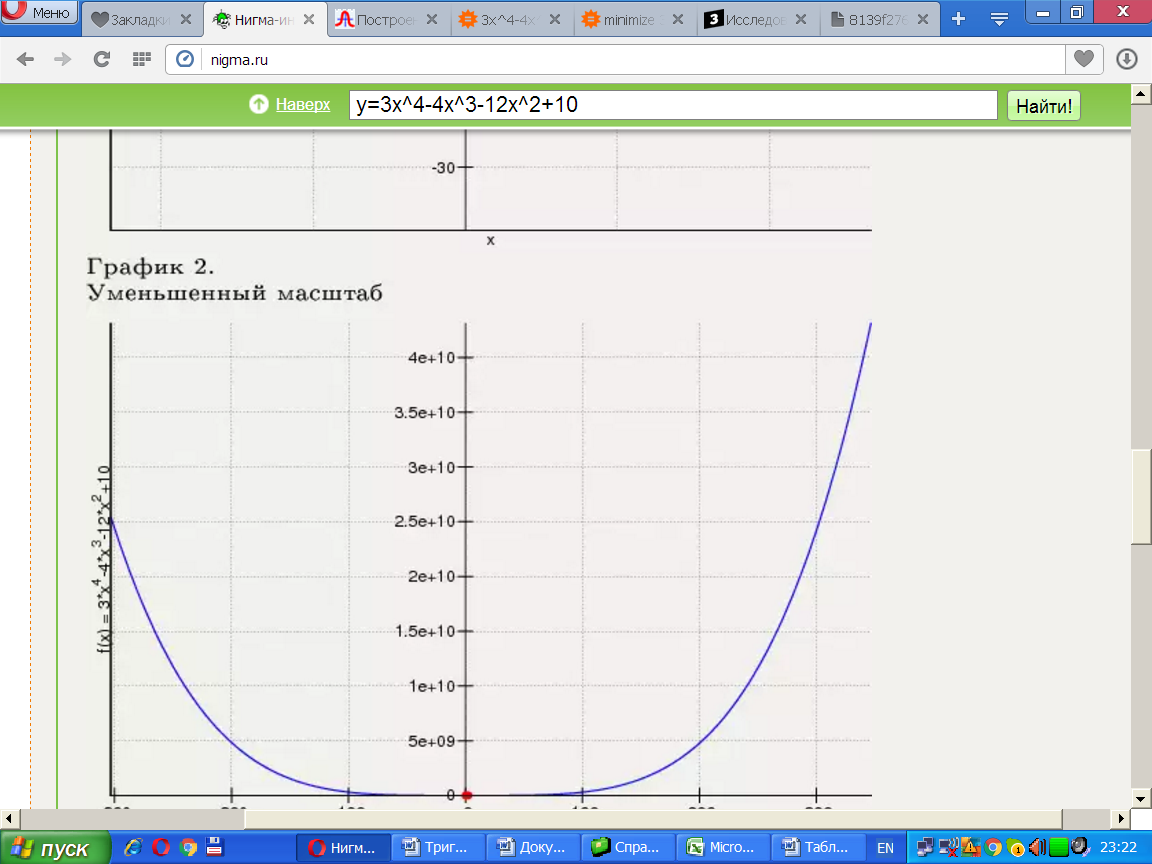 Меню
Закладки
Нигма-ин
Построе
3x^4-4x^
minimize
Исследов
8139f276
nigma.ru
Наверх
y=3x^4-4x^3-12x^2+10
Найти!
-30
x
График 2.
Уменьшенный масштаб
4e+10
3.5e+10
3e+10
2.5e+10
2e+10
1.5e+10
1e+10
5e+09
0
f(x) = 3*x^4-4*x^3-12*x^2+10
пуск
Нигм...
Триг...
Доку...
Спра...
Micro...
Табл...
EN
23:22